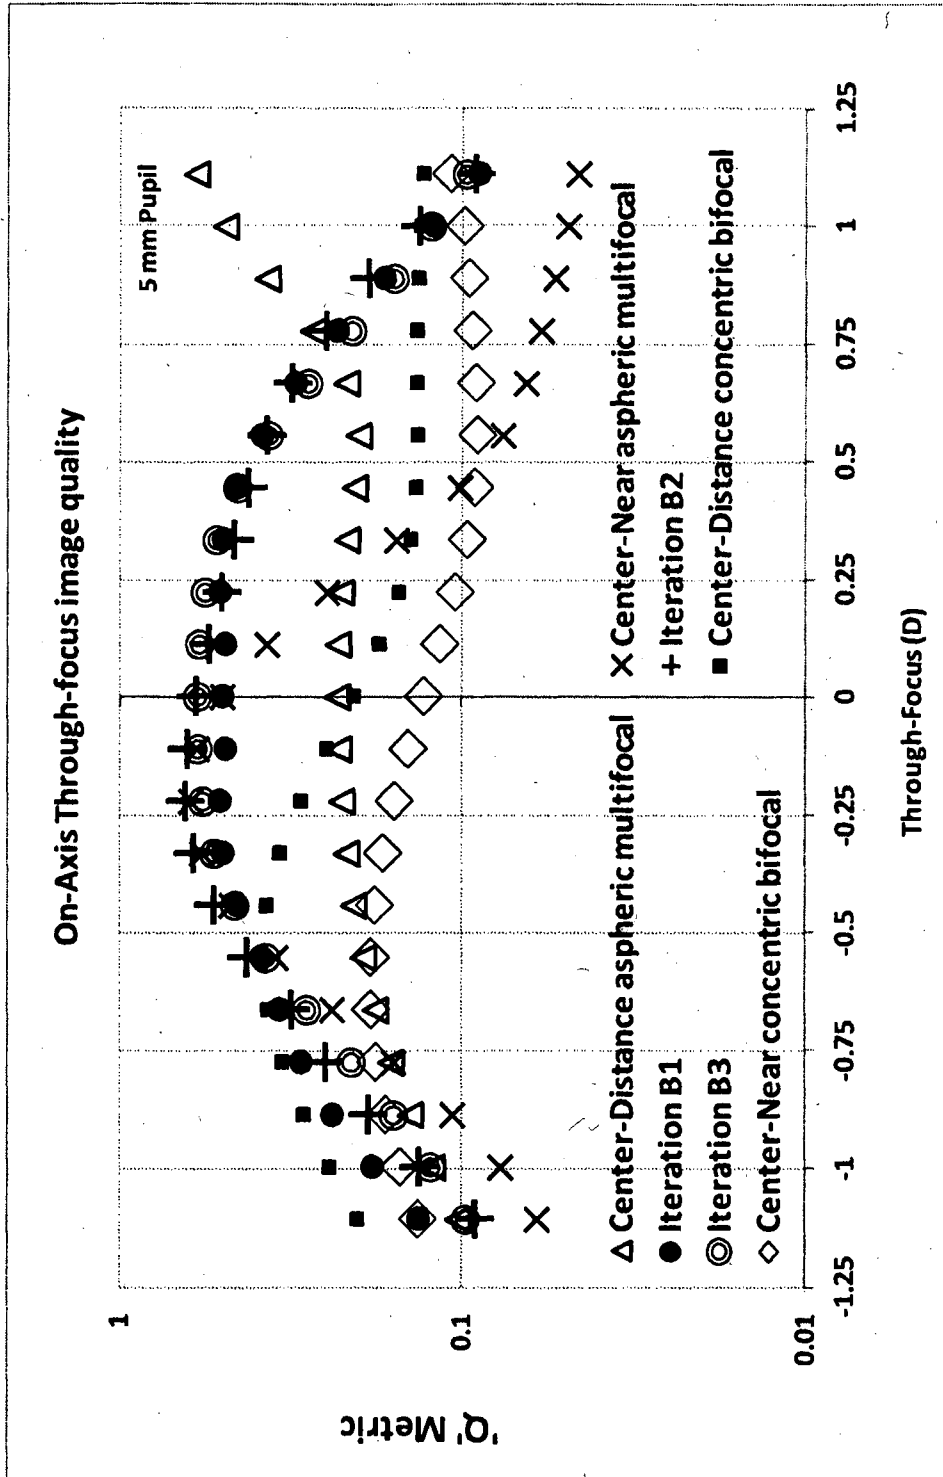 On-Axis Through-focus image quality
5 mm Pupil
'Q' Metric
1
0.1
0.01
-1.25
-1
-0.75
-0.5
-0.25
0
0.25
0.5
0.75
1
1.25
Through-Focus (D)
Center-Distance aspheric multifocal
Center-Near aspheric multifocal
Iteration B1
Iteration B2
Iteration B3
Center-Distance concentric bifocal
Center-Near concentric bifocal